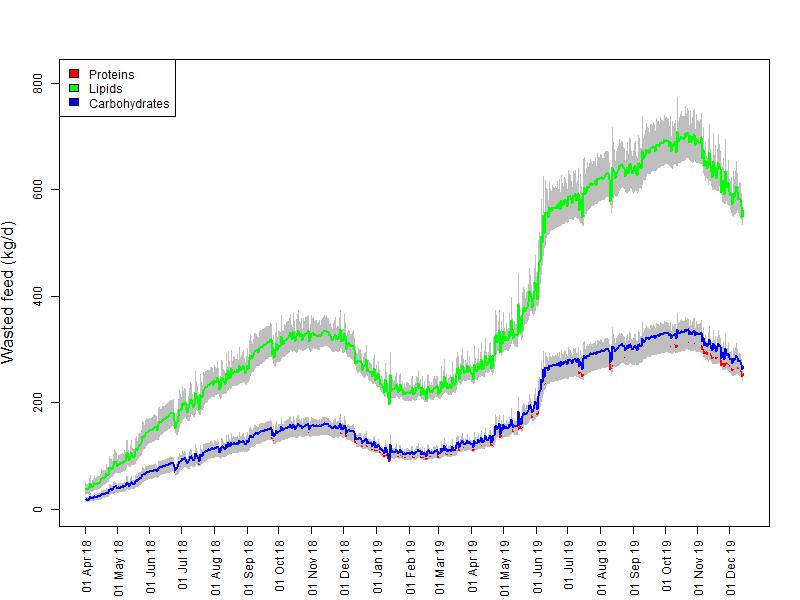 Proteins
Lipids
Carbohydrates
Wasted feed (kg/d)
800
600
400
200
0
01 Apr 18
01 May 18
01 Jun 18
01 Jul 18
01 Aug 18
01 Sep 18
01 Oct 18
01 Nov 18
01 Dec 18
01 Jan 19
01 Feb 19
01 Mar 19
01 Apr 19
01 May 19
01 Jun 19
01 Jul 19
01 Aug 19
01 Sep 19
01 Oct 19
01 Nov 19
01 Dec 19